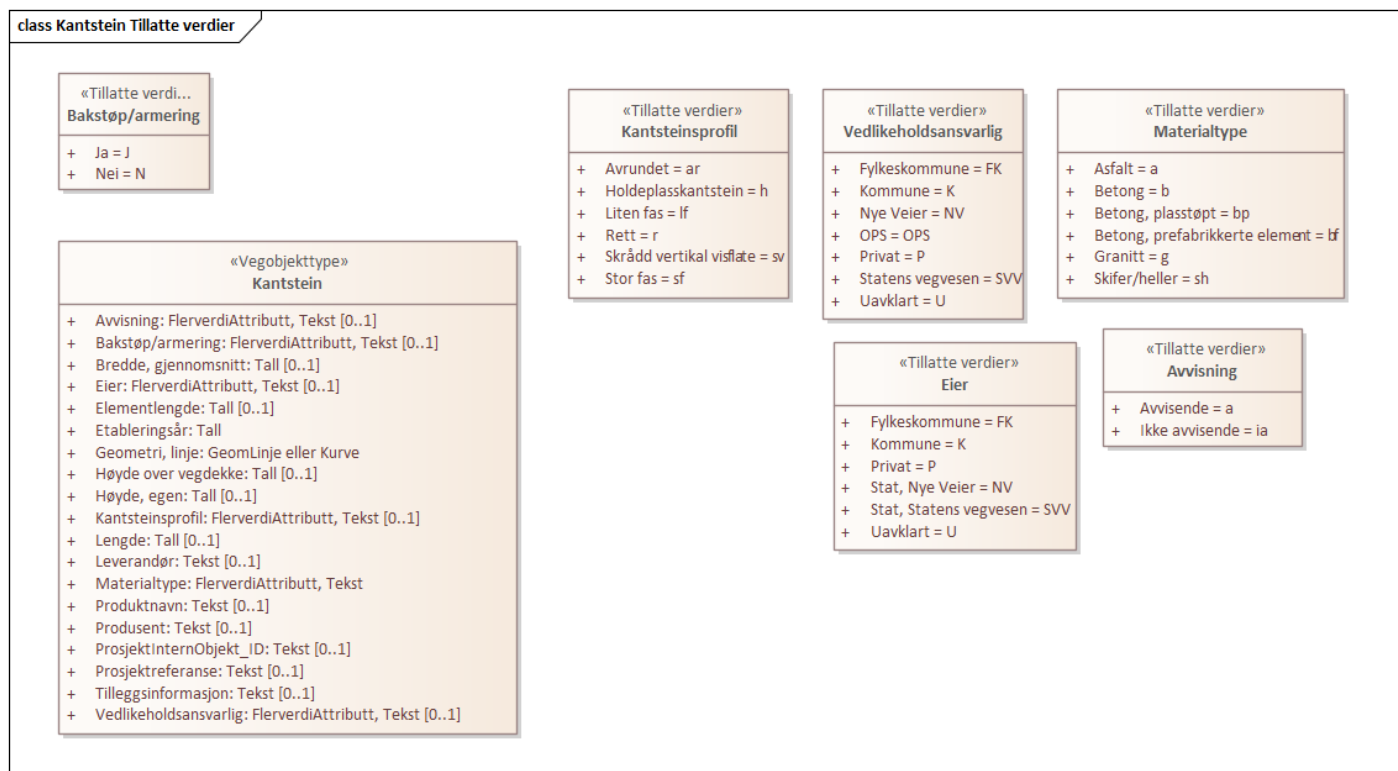 class Kantstein Tillatte verdier
«Tillatte verdi...
Bakstøp/armering
+ Ja = J
+ Nei = N
«Vegobjekttype»
Kantstein
+ Avvisning: FlerverdiAttributt, Tekst [0..1]
+ Bakstøp/armering: FlerverdiAttributt, Tekst [0..1]
+ Bredde, gjennomsnitt: Tall [0..1]
+ Eier: FlerverdiAttributt, Tekst [0..1]
+ Elementlengde: Tall [0..1]
+ Etableringsår: Tall
+ Geometri, linje: GeomLinje eller Kurve
+ Høyde over vegdekke: Tall [0..1]
+ Høyde, egen: Tall [0..1]
+ Kantsteinsprofil: FlerverdiAttributt, Tekst [0..1]
+ Lengde: Tall [0..1]
+ Leverandør: Tekst [0..1]
+ Materialtype: FlerverdiAttributt, Tekst
+ Produktnavn: Tekst [0..1]
+ Produsent: Tekst [0..1]
+ ProsjektInternObjekt_ID: Tekst [0..1]
+ Prosjektreferanse: Tekst [0..1]
+ Tilleggsinformasjon: Tekst [0..1]
+ Vedlikeholdsansvarlig: FlerverdiAttributt, Tekst [0..1]
«Tillatte verdier»
Kantsteinsprofil
+ Avrundet = ar
+ Holdeplasskantstein = h
+ Liten fas = lf
+ Rett = r
+ Skrådd vertikal visflate = sv
+ Stor fas = sf
«Tillatte verdier»
Vedlikeholdsansvarlig
+ Fylkeskommune = FK
+ Kommune = K
+ Nye Veier = NV
+ OPS = OPS
+ Privat = P
+ Statens vegvesen = SVV
+ Uavklart = U
«Tillatte verdier»
Materialtype
+ Asfalt = a
+ Betong = b
+ Betong, plasstøpt = bp
+ Betong, prefabrikkerte element = bf
+ Granitt = g
+ Skifer/heller = sh
«Tillatte verdier»
Eier
+ Fylkeskommune = FK
+ Kommune = K
+ Privat = P
+ Stat, Nye Veier = NV
+ Stat, Statens vegvesen = SVV
+ Uavklart = U
«Tillatte verdier»
Avvisning
+ Avvisende = a
+ Ikke avvisende = ia